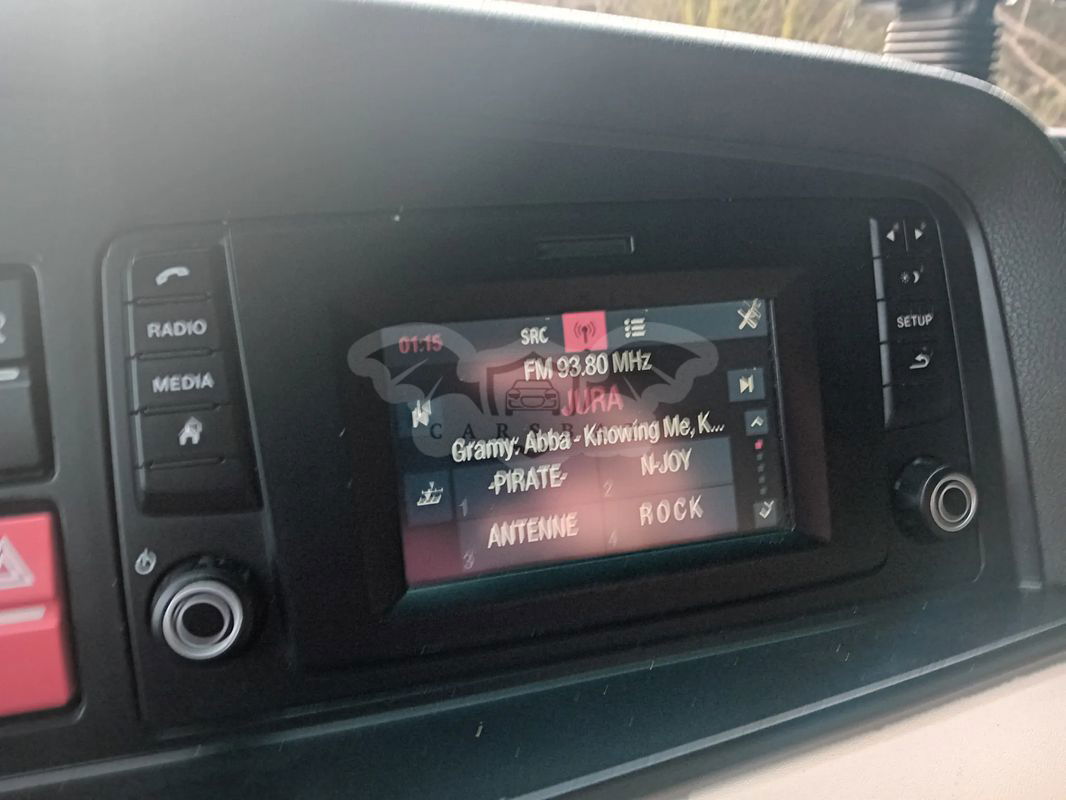 RADIO
MEDIA
01:15 SRC
FM 93.80 MHz
JURA
Gramy: Abba - Knowing Me, K...
1 -PIRATE- 2 N-JOY
3 ANTENNE 4 ROCK
SETUP